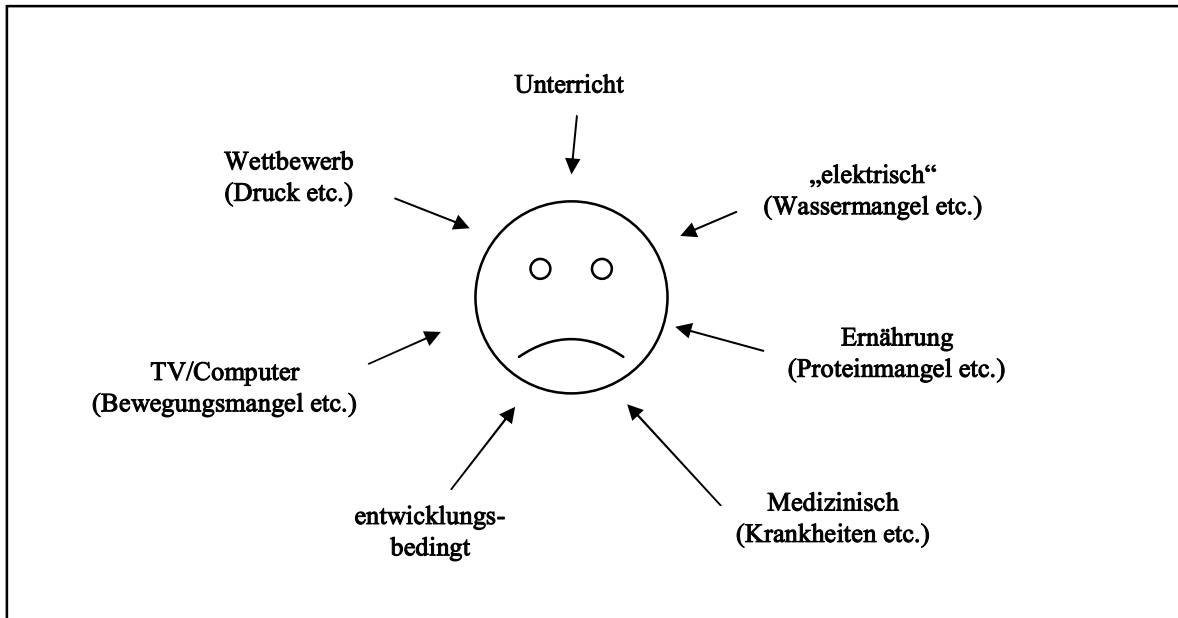 Unterricht
Wettbewerb
(Druck etc.)
„elektrisch“
(Wassermangel etc.)
Ernährung
(Proteinmangel etc.)
TV/Computer
(Bewegungsmangel etc.)
Medizinisch
(Krankheiten etc.)
entwicklungs-
bedingt